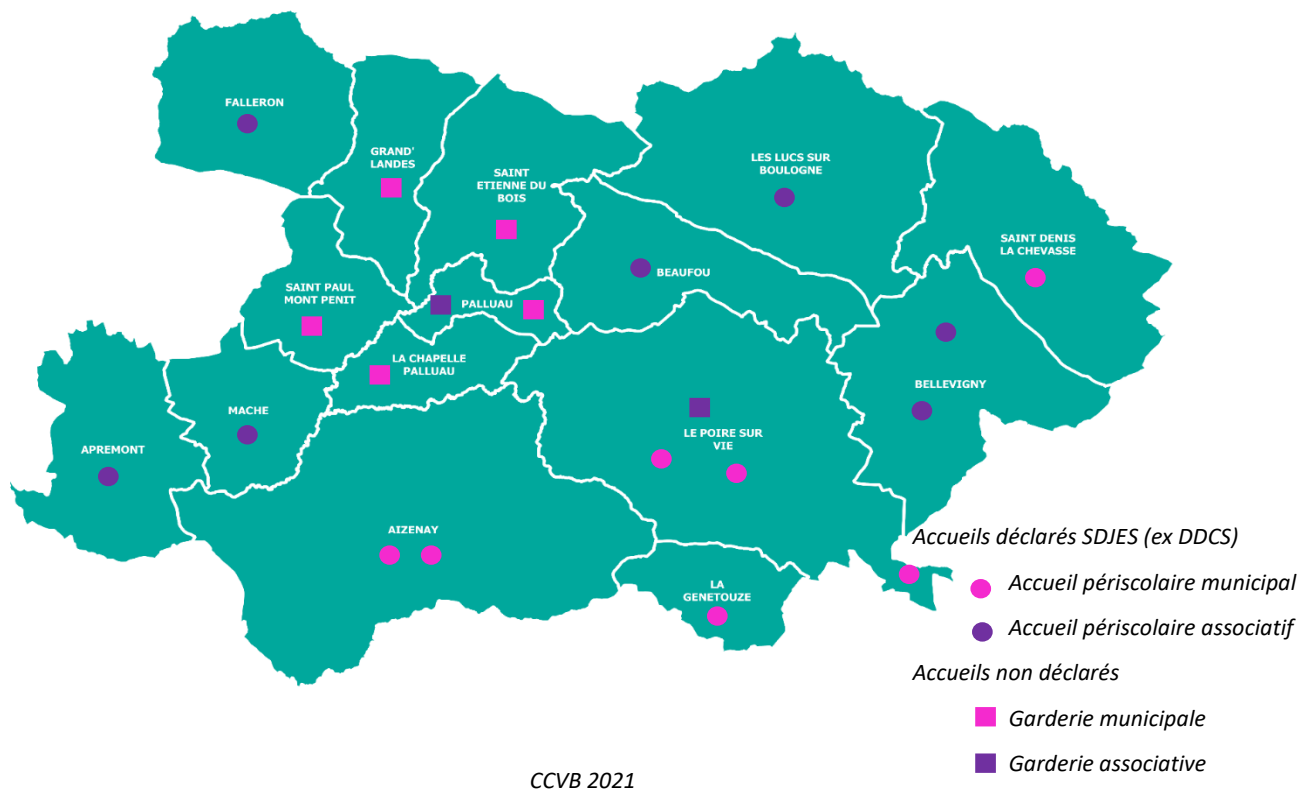 FALLERON
GRAND'
LANDES
SAINT
ETIENNE DU
BOIS
LES LUCS SUR
BOULOGNE
SAINT DENIS
LA CHEVASSE
BEAUFOU
SAINT PAUL
MONT PENIT
PALLUAU
LA CHAPELLE
PALLUAU
BELLEVIGNY
MACHE
LE POIRE SUR
VIE
APREMONT
AIZENAY
LA
GENETOUZE
Accueils déclarés SDJES (ex DDCS)
Accueil périscolaire municipal
Accueil périscolaire associatif
Accueils non déclarés
Garderie municipale
Garderie associative
CCVB 2021